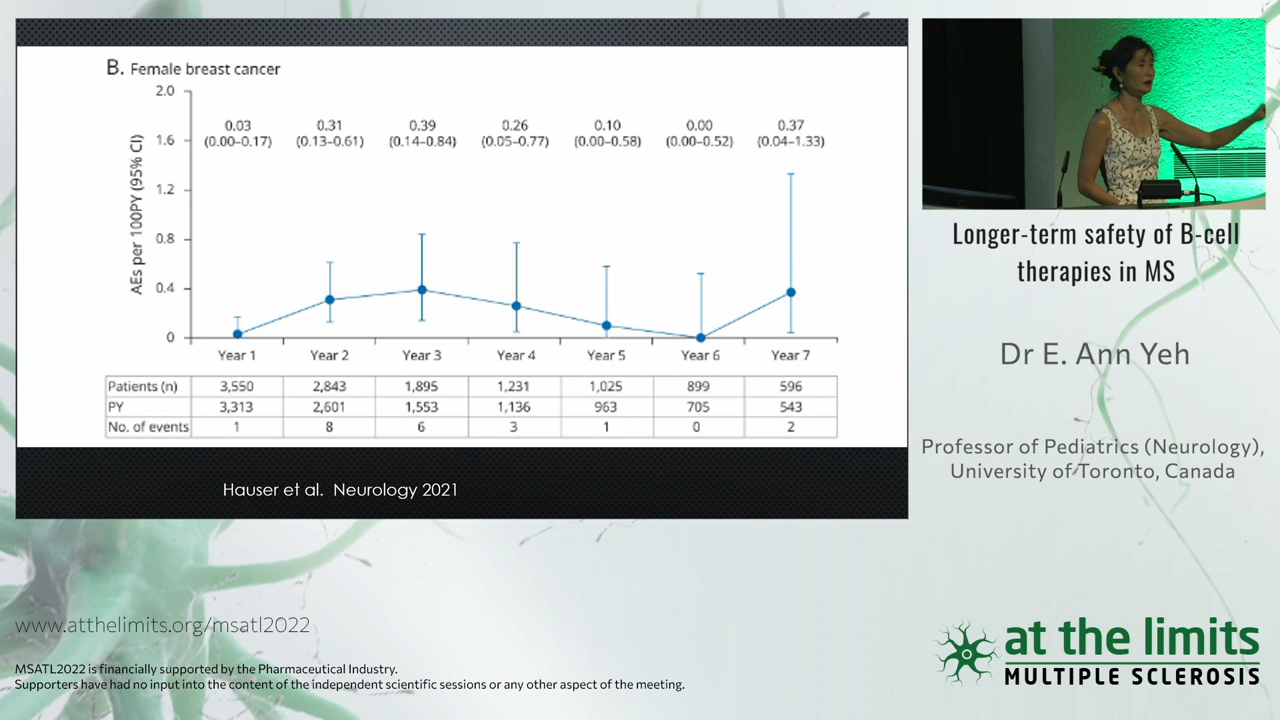 B. Female breast cancer
AEs per 100PY (95% CI)
2.0
1.6
1.2
0.8
0.4
0
0.03 0.31 0.39 0.26 0.10 0.00 0.37
(0.00–0.17) (0.13–0.61) (0.14–0.84) (0.05–0.77) (0.00–0.58) (0.00–0.52) (0.04–1.33)
Year 1 Year 2 Year 3 Year 4 Year 5 Year 6 Year 7
Patients (n) 3,550 2,843 1,895 1,231 1,025 899 596
PY 3,313 2,601 1,553 1,136 963 705 543
No. of events 1 8 6 3 1 0 2
Hauser et al. Neurology 2021
Longer-term safety of B-cell
therapies in MS
Dr E. Ann Yeh
Professor of Pediatrics (Neurology),
University of Toronto, Canada
www.atthelimits.org/msatl2022
MSATL2022 is financially supported by the Pharmaceutical Industry.
Supporters have had no input into the content of the independent scientific sessions or any other aspect of the meeting.
at the limits
MULTIPLE SCLEROSIS